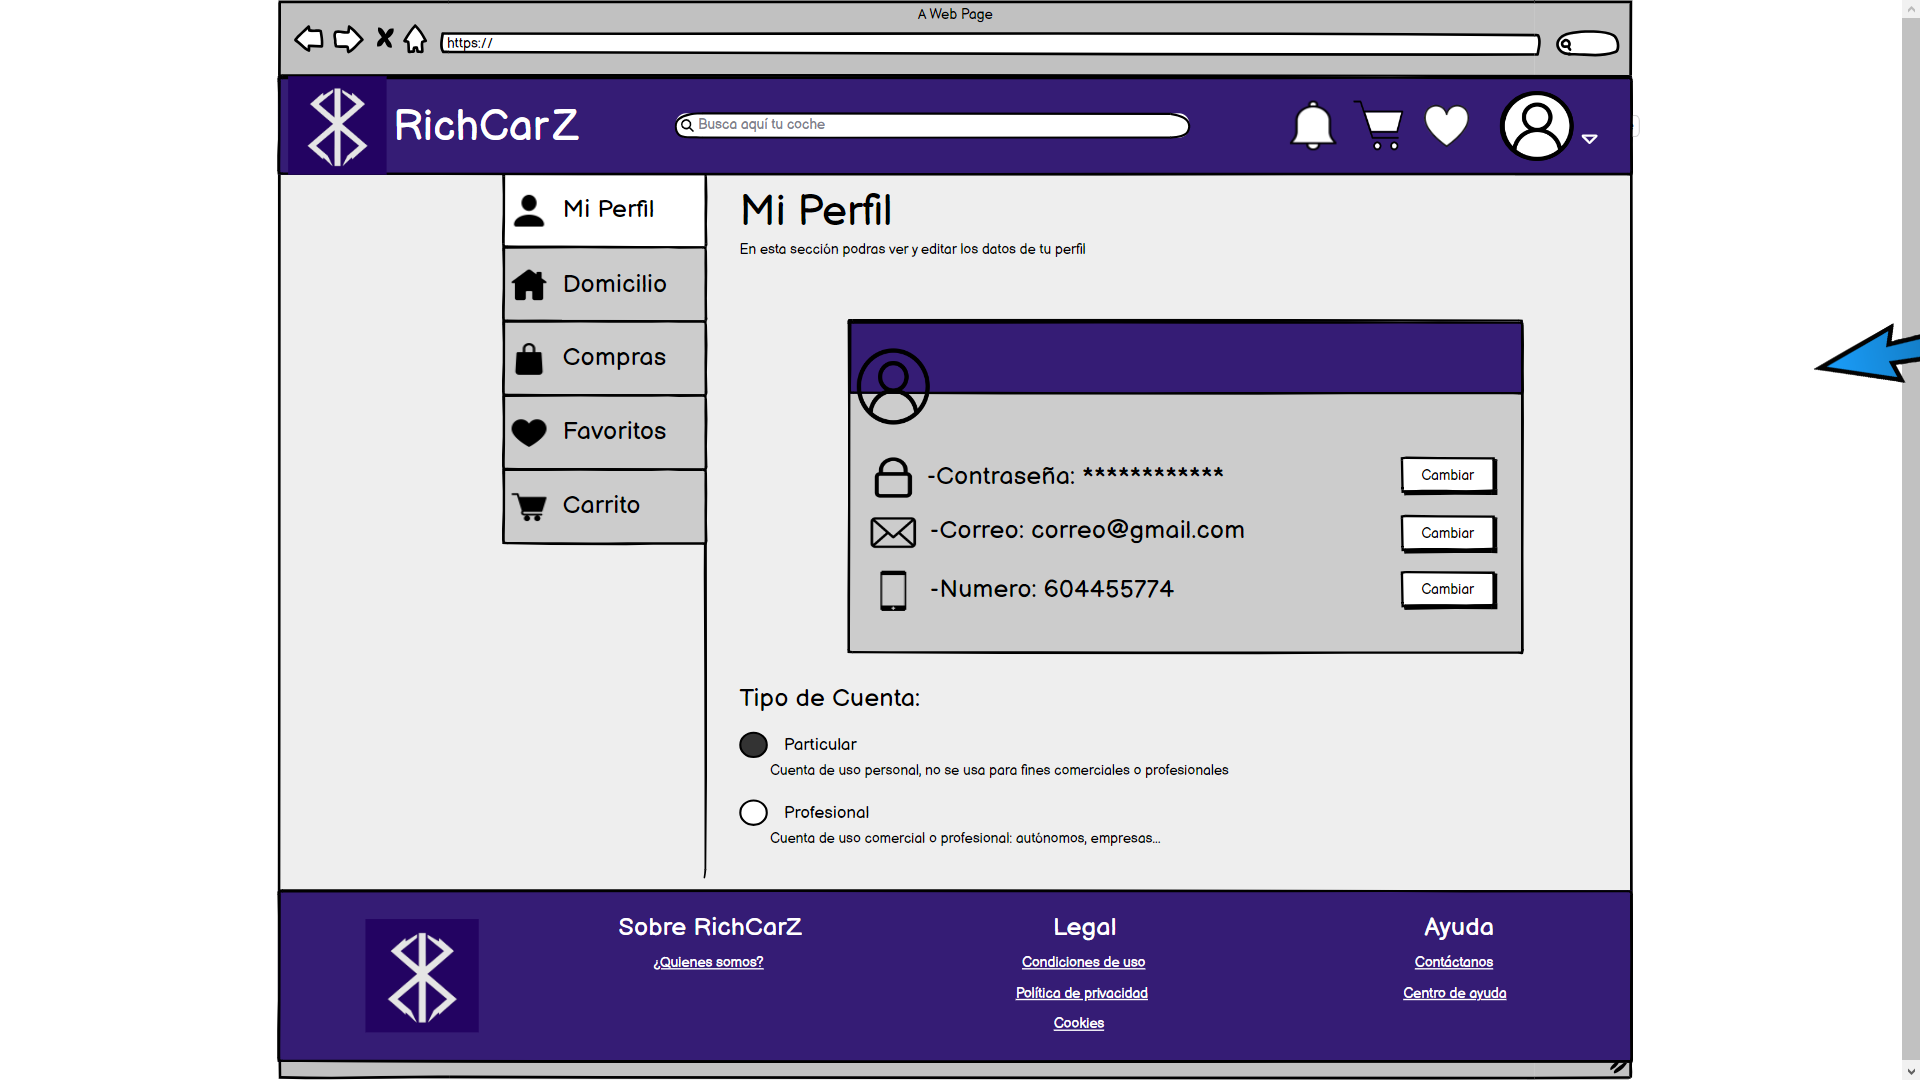 A Web Page
https://
RichCarZ
Busca aquí tu coche
Mi Perfil
Domicilio
Compras
Favoritos
Carrito
Mi Perfil
En esta sección podras ver y editar los datos de tu perfil
-Contraseña: ************
Cambiar
-Correo: correo@gmail.com
Cambiar
-Numero: 604455774
Cambiar
Tipo de Cuenta:
Particular
Cuenta de uso personal, no se usa para fines comerciales o profesionales
Profesional
Cuenta de uso comercial o profesional: autónomos, empresas...
Sobre RichCarZ
¿Quienes somos?
Legal
Condiciones de uso
Política de privacidad
Cookies
Ayuda
Contáctanos
Centro de ayuda